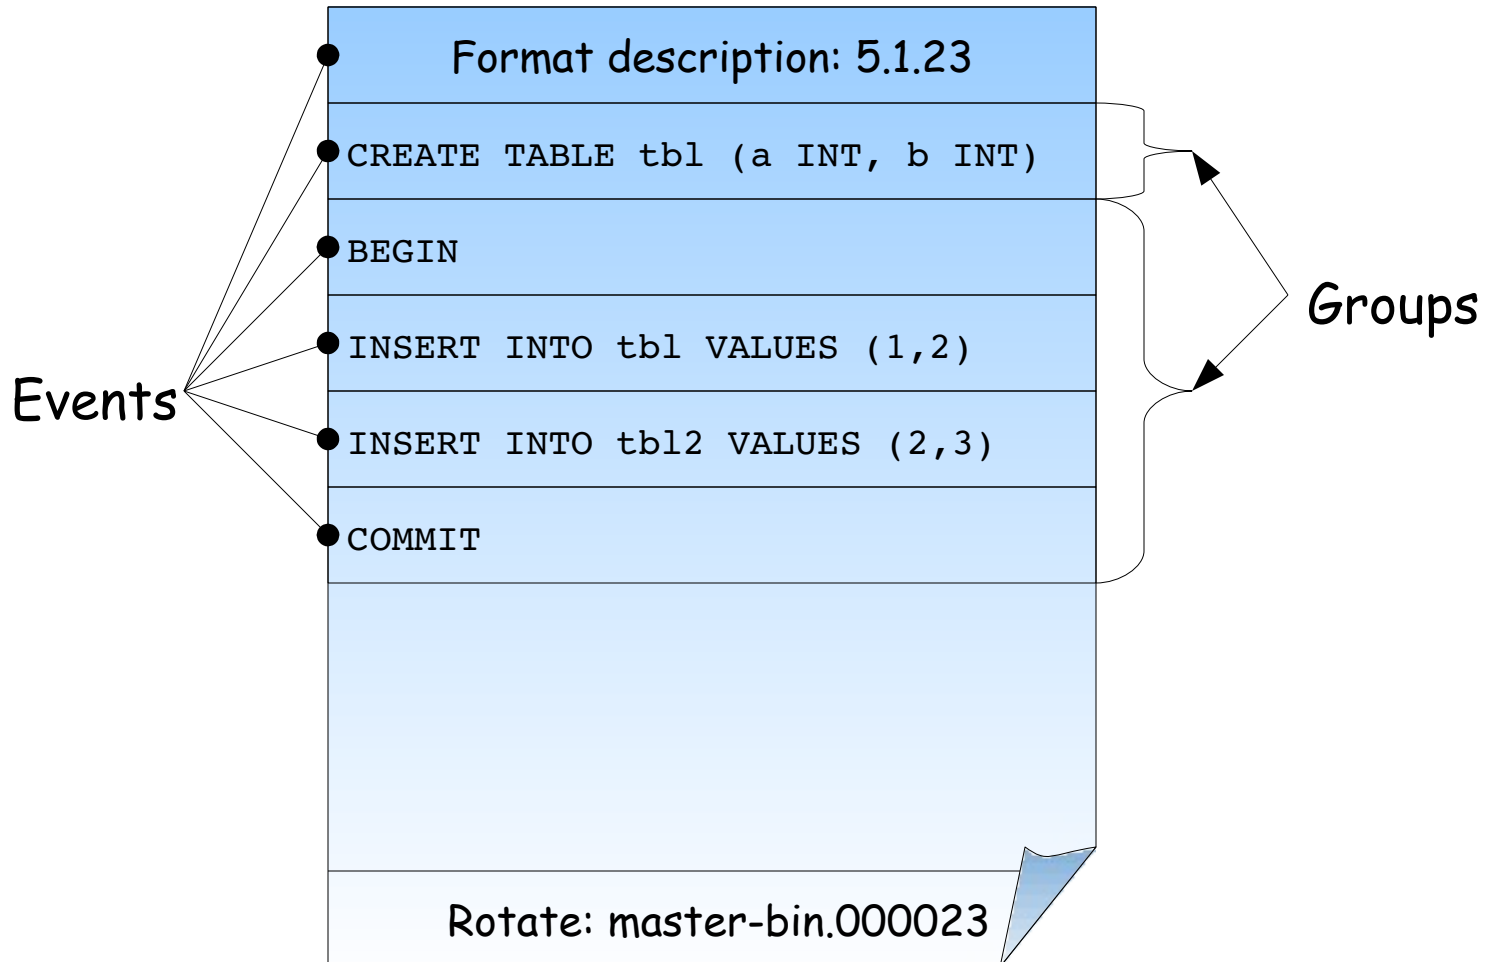 Format description: 5.1.23
CREATE TABLE tbl (a INT, b INT)
BEGIN
INSERT INTO tbl VALUES (1,2)
INSERT INTO tbl2 VALUES (2,3)
COMMIT
Rotate: master-bin.000023
Events
Groups